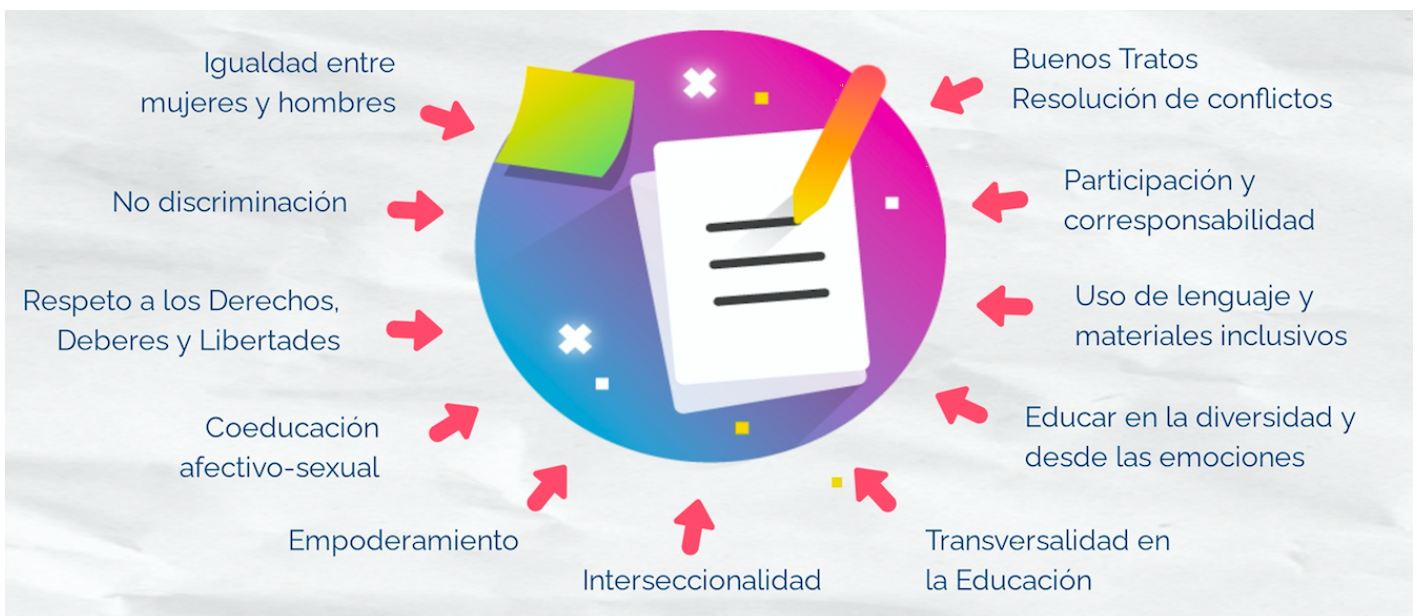 Igualdad entre
mujeres y hombres
No discriminación
Respeto a los Derechos,
Deberes y Libertades
Coeducación
afectivo-sexual
Empoderamiento
Interseccionalidad
Buenos Tratos
Resolución de conflictos
Participación y
corresponsabilidad
Uso de lenguaje y
materiales inclusivos
Educar en la diversidad y
desde las emociones
Transversalidad en
la Educación